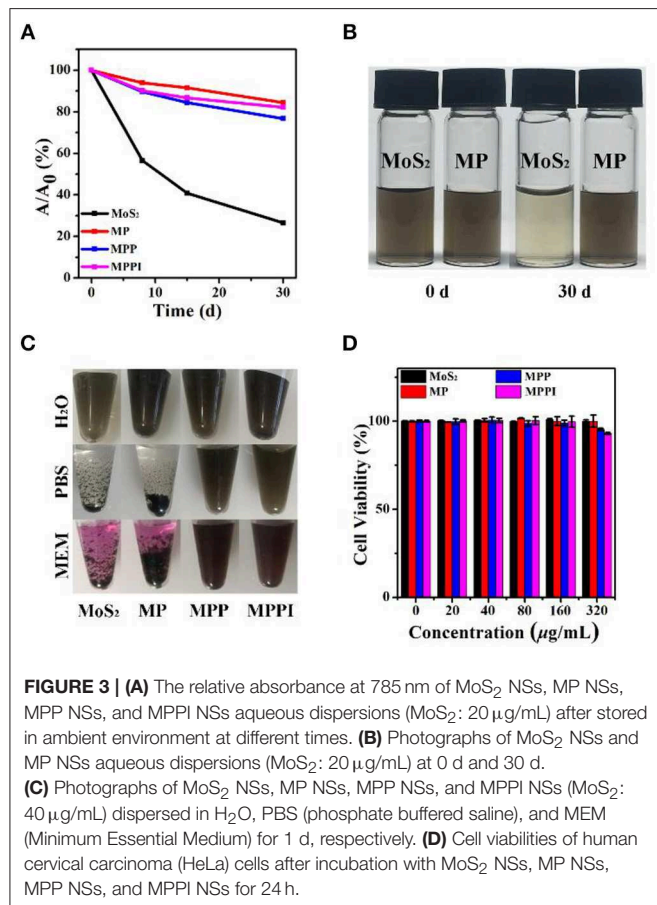 A
100
80
60
40
20
0
A/A₀ (%)
MoS₂
MP
MPP
MPPI
0 10 20 30
Time (d)
B
MoS₂ MP MoS₂ MP
0 d 30 d
C
H₂O
PBS
MEM
MoS₂ MP MPP MPPI
D
MoS₂ MPP
MP MPPI
100
50
0
Cell Viability (%)
0 20 40 80 160 320
Concentration (µg/mL)
FIGURE 3 | (A) The relative absorbance at 785 nm of MoS₂ NSs, MP NSs,
MPP NSs, and MPPI NSs aqueous dispersions (MoS₂: 20 µg/mL) after stored
in ambient environment at different times. (B) Photographs of MoS₂ NSs and
MP NSs aqueous dispersions (MoS₂: 20 µg/mL) at 0 d and 30 d.
(C) Photographs of MoS₂ NSs, MP NSs, MPP NSs, and MPPI NSs (MoS₂:
40 µg/mL) dispersed in H₂O, PBS (phosphate buffered saline), and MEM
(Minimum Essential Medium) for 1 d, respectively. (D) Cell viabilities of human
cervical carcinoma (HeLa) cells after incubation with MoS₂ NSs, MP NSs,
MPP NSs, and MPPI NSs for 24 h.